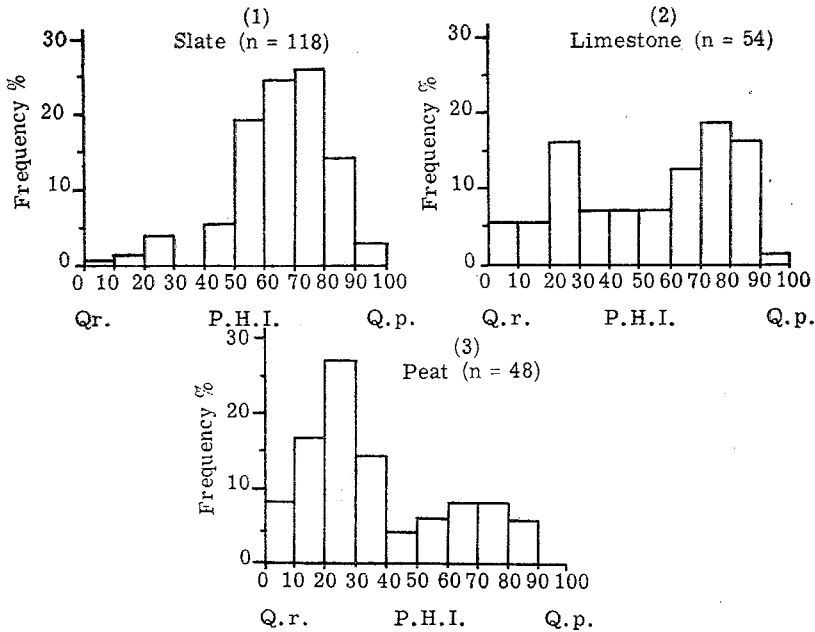 (1)
Slate (n = 118)
Frequency %
30
20
10
0
0 10 20 30 40 50 60 70 80 90 100
Qr. P.H.I. Q.p.
(2)
Limestone (n = 54)
Frequency %
30
20
10
0
0 10 20 30 40 50 60 70 80 90 100
Q.r. P.H.I. Q.p.
(3)
Peat (n = 48)
Frequency %
30
20
10
0
0 10 20 30 40 50 60 70 80 90 100
Q.r. P.H.I. Q.p.